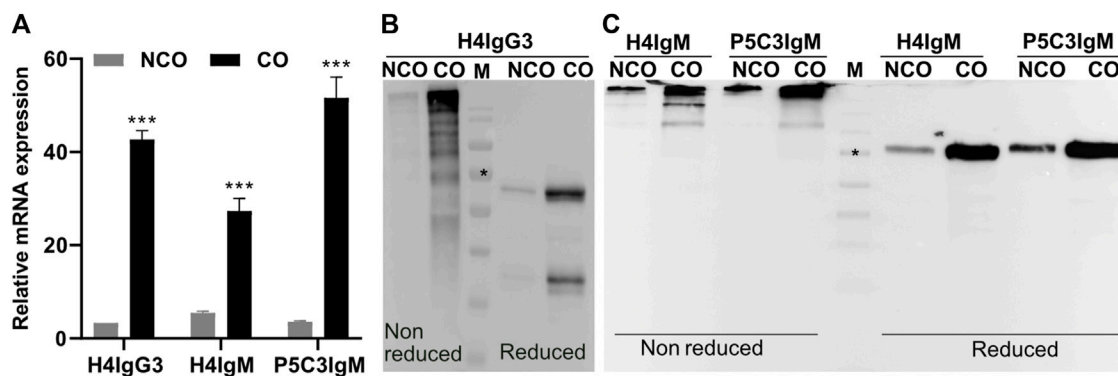 A
Relative mRNA expression
60
40
20
0
NCO CO
***
***
***
H4IgG3 H4IgM P5C3IgM
B
H4IgG3
NCO CO M NCO CO
*
Non
reduced Reduced
C
H4IgM P5C3IgM H4IgM P5C3IgM
NCO CO NCO CO M NCO CO NCO CO
*
Non reduced Reduced